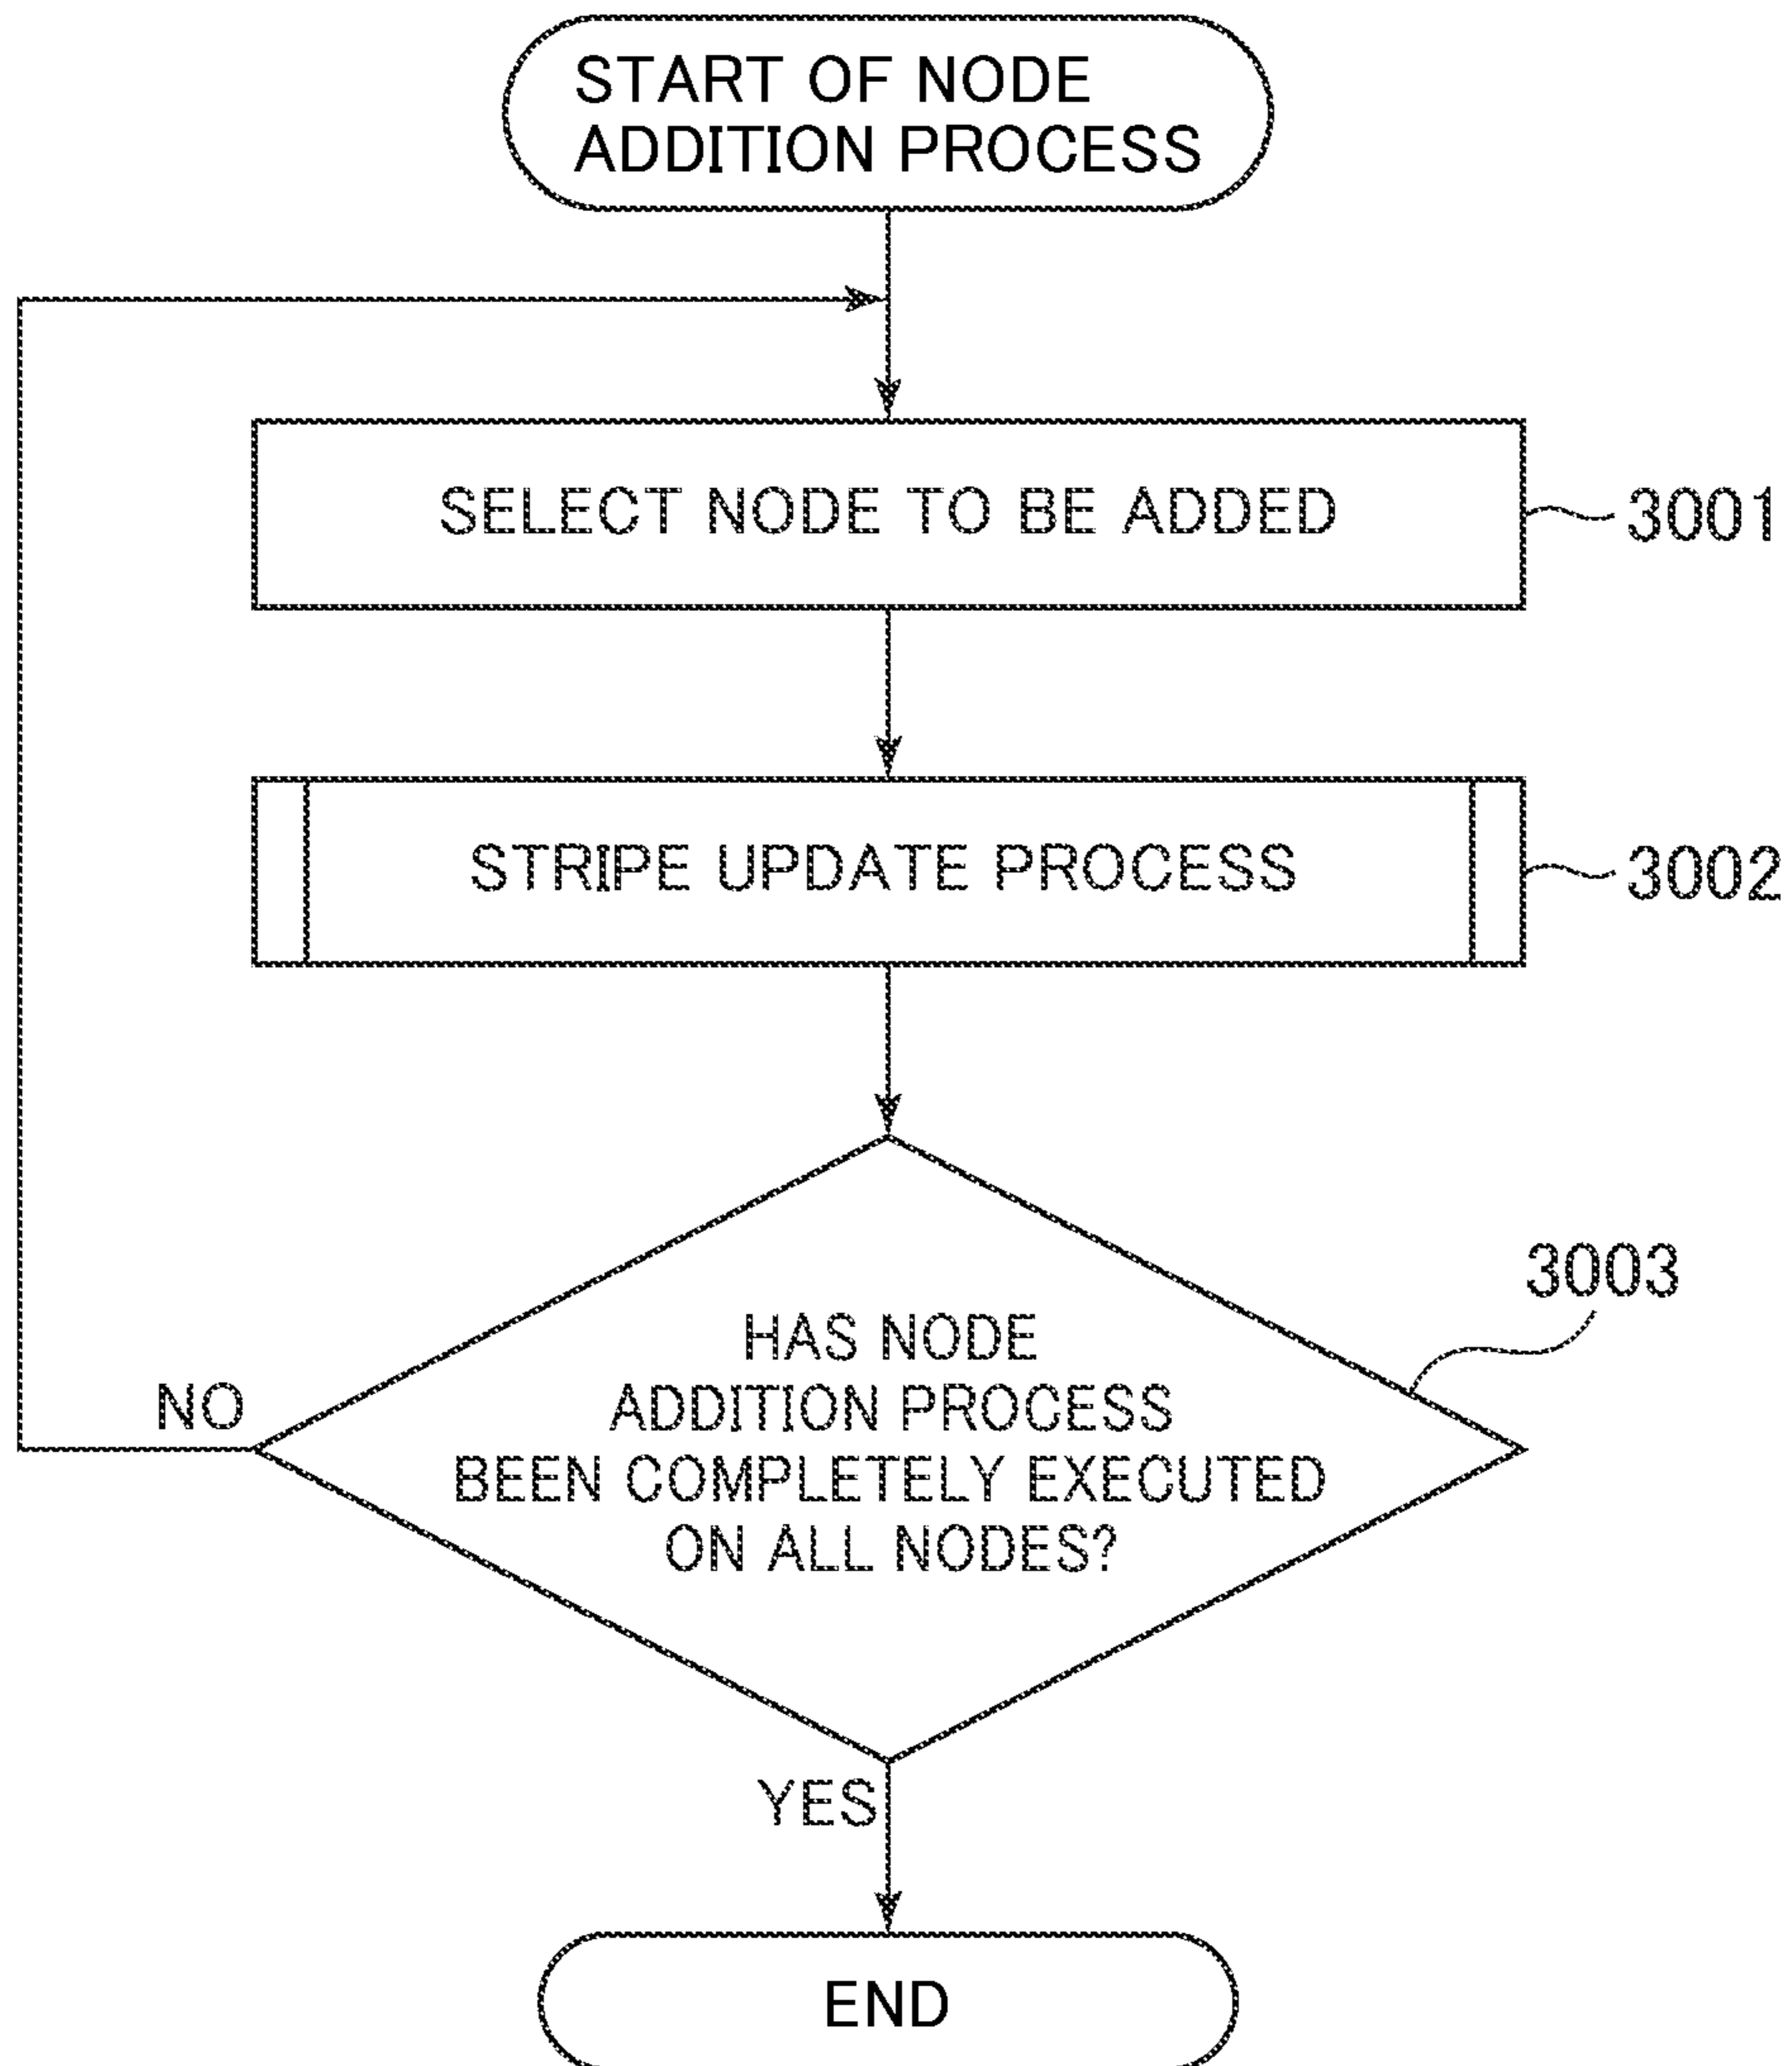 START OF NODE
ADDITION PROCESS
SELECT NODE TO BE ADDED
3001
STRIPE UPDATE PROCESS
3002
3003
HAS NODE
ADDITION PROCESS
BEEN COMPLETELY EXECUTED
ON ALL NODES?
NO
YES
END